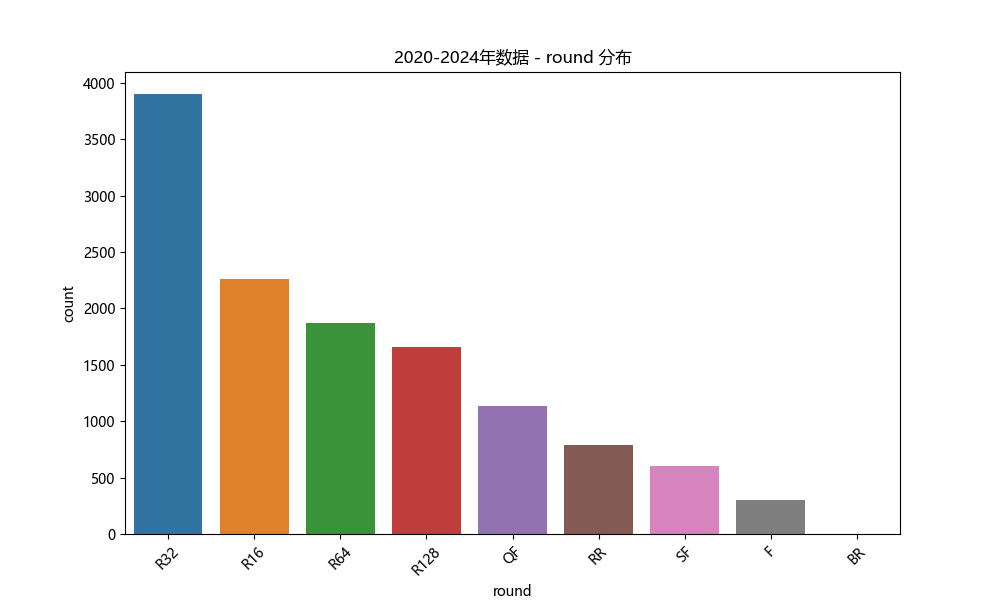 2020-2024年数据 - round 分布
4000
3500
3000
2500
2000
1500
1000
500
0
count
R32
R16
R64
R128
QF
RR
SF
F
BR
round